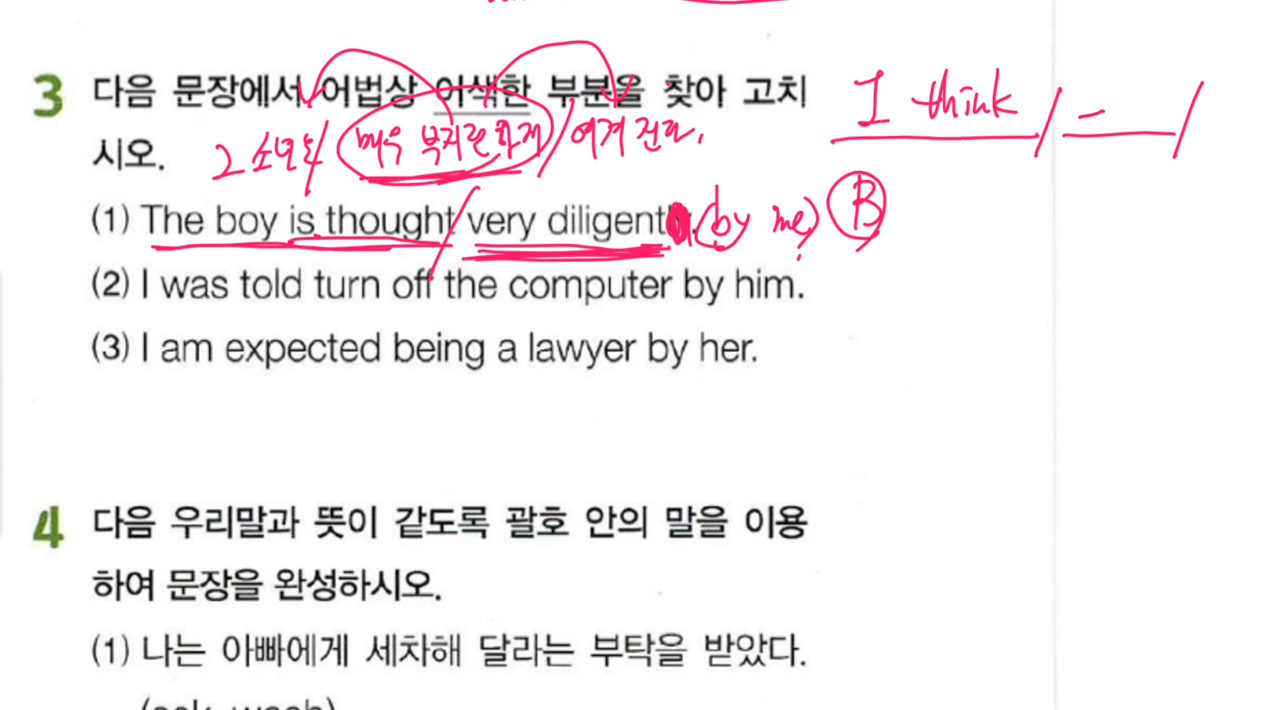 3 다음 문장에서 어법상 어색한 부분을 찾아 고치
시오.
그 소년은 / 매우 부지런하게 / 여겨진다.
I think / - /
(1) The boy is thought / very diligent (by me) B
(2) I was told turn off the computer by him.
(3) I am expected being a lawyer by her.
4 다음 우리말과 뜻이 같도록 괄호 안의 말을 이용
하여 문장을 완성하시오.
(1) 나는 아빠에게 세차해 달라는 부탁을 받았다.
(ask, wash)